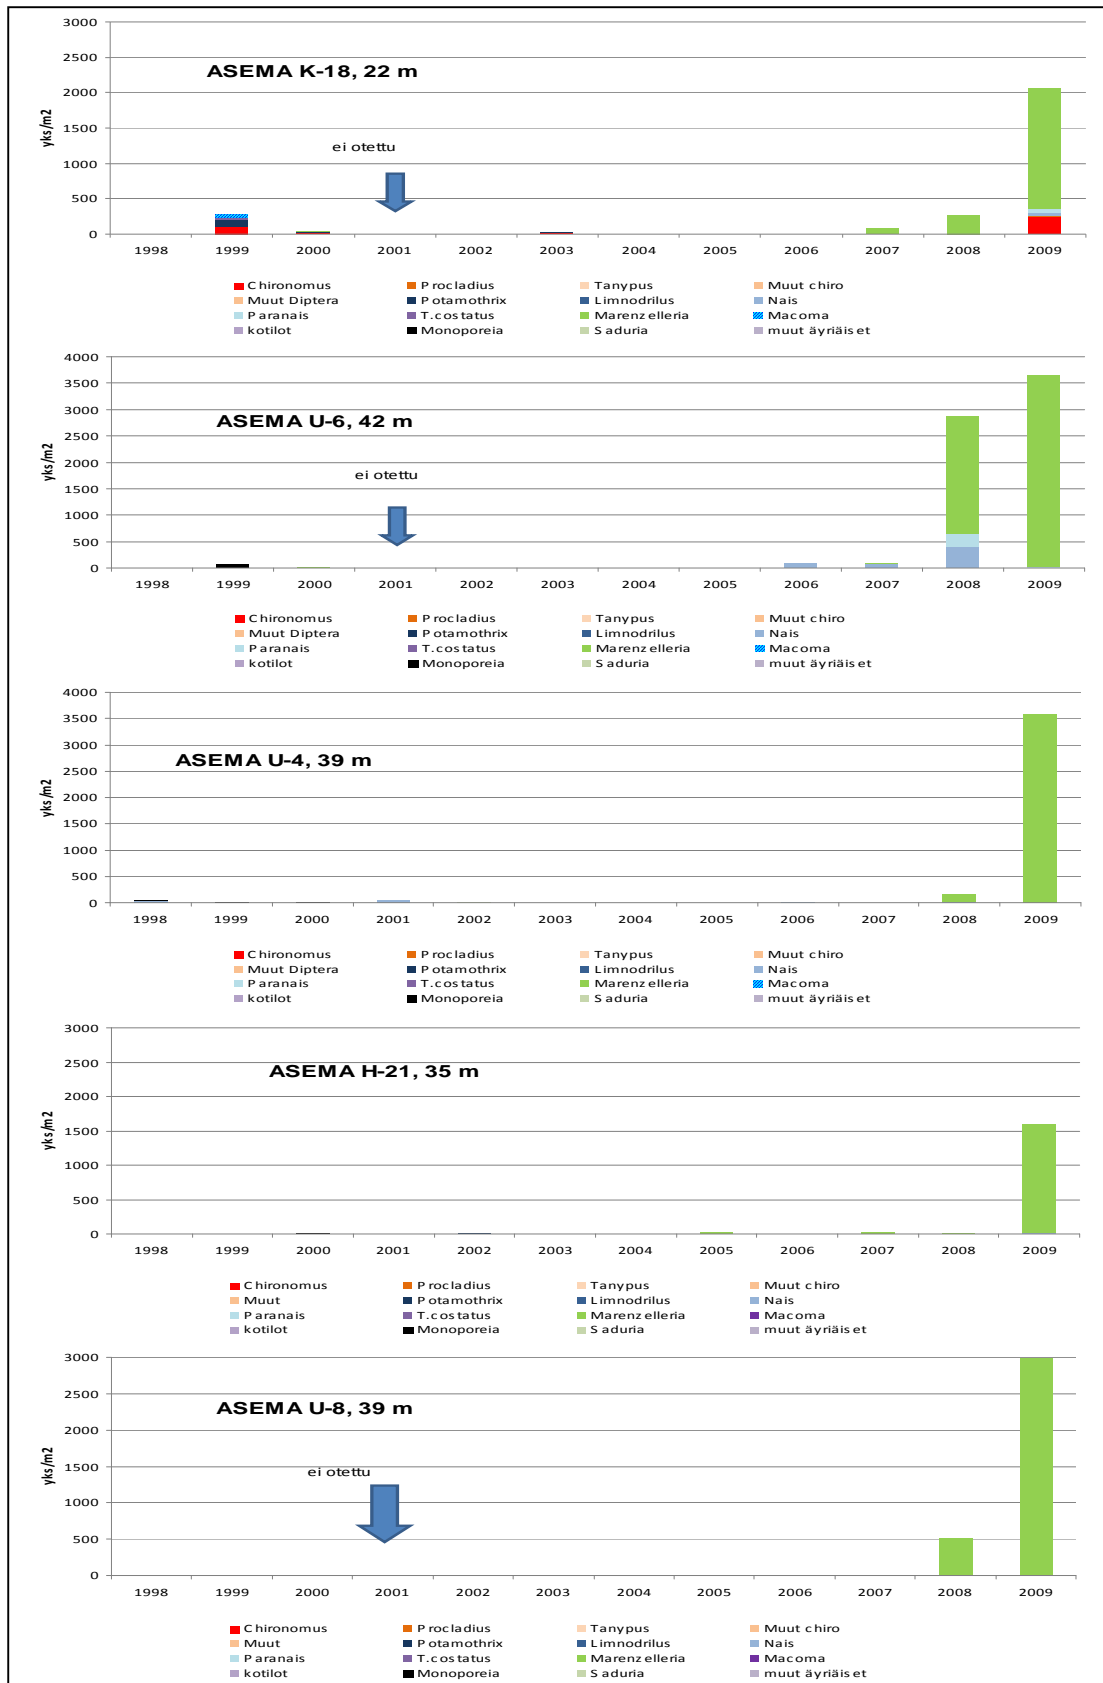 3000
2500
ASEMA K-18, 22 m
2000
yks/m2
1500
ei otettu
1000
500
0
1998 1999 2000 2001 2002 2003 2004 2005 2006 2007 2008 2009
Chironomus Procladius Tanypus Muut chiro
Muut Diptera Potamothrix Limnodrilus Nais
Paranais T.costatus Marenzelleria Macoma
kotilot Monoporeia Saduria muut äyriäiset
4000
3500
3000
ASEMA U-6, 42 m
2500
yks/m2
2000
ei otettu
1500
1000
500
0
1998 1999 2000 2001 2002 2003 2004 2005 2006 2007 2008 2009
Chironomus Procladius Tanypus Muut chiro
Muut Diptera Potamothrix Limnodrilus Nais
Paranais T.costatus Marenzelleria Macoma
kotilot Monoporeia Saduria muut äyriäiset
4000
3500
3000
ASEMA U-4, 39 m
2500
yks/m2
2000
1500
1000
500
0
1998 1999 2000 2001 2002 2003 2004 2005 2006 2007 2008 2009
Chironomus Procladius Tanypus Muut chiro
Muut Diptera Potamothrix Limnodrilus Nais
Paranais T.costatus Marenzelleria Macoma
kotilot Monoporeia Saduria muut äyriäiset
3000
2500
ASEMA H-21, 35 m
2000
yks/m2
1500
1000
500
0
1998 1999 2000 2001 2002 2003 2004 2005 2006 2007 2008 2009
Chironomus Procladius Tanypus Muut chiro
Muut Potamothrix Limnodrilus Nais
Paranais T.costatus Marenzelleria Macoma
kotilot Monoporeia Saduria muut äyriäiset
3000
2500
ASEMA U-8, 39 m
2000
yks/m2
1500
ei otettu
1000
500
0
1998 1999 2000 2001 2002 2003 2004 2005 2006 2007 2008 2009
Chironomus Procladius Tanypus Muut chiro
Muut Potamothrix Limnodrilus Nais
Paranais T.costatus Marenzelleria Macoma
kotilot Monoporeia Saduria muut äyriäiset